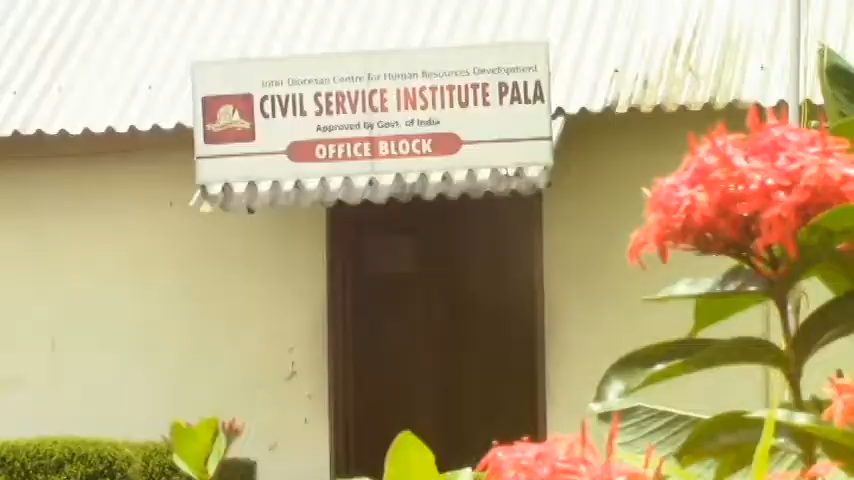 Inter Diocesan Centre for Human Resources Development
CIVIL SERVICE INSTITUTE PALA
Approved by Govt. of India
OFFICE BLOCK